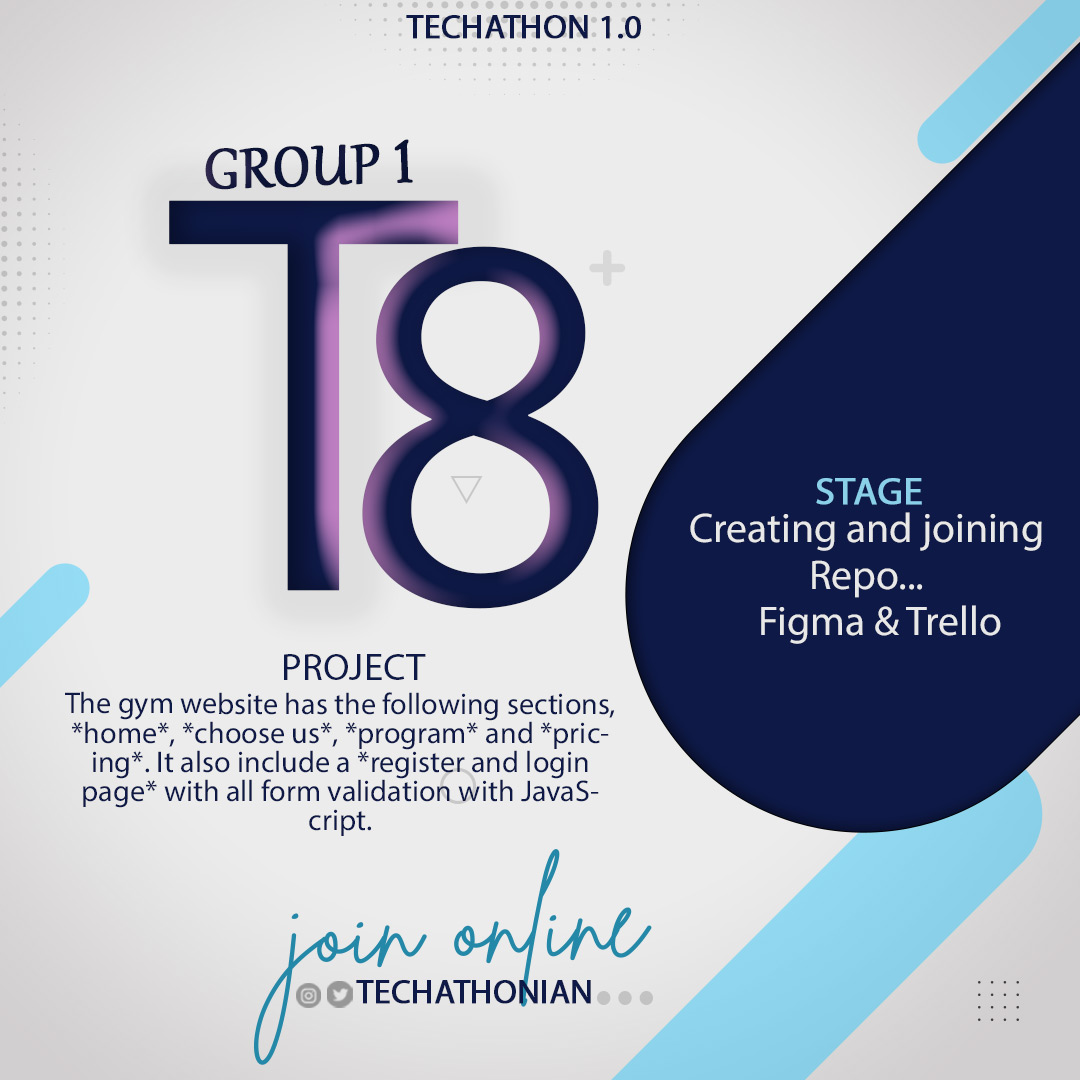 TECHATHON 1.0
GROUP 1
T8
STAGE
Creating and joining
Repo...
Figma & Trello
PROJECT
The gym website has the following sections,
*home*, *choose us*, *program* and *pric-
ing*. It also include a *register and login
page* with all form validation with JavaS-
cript.
join online
TECHATHONIAN